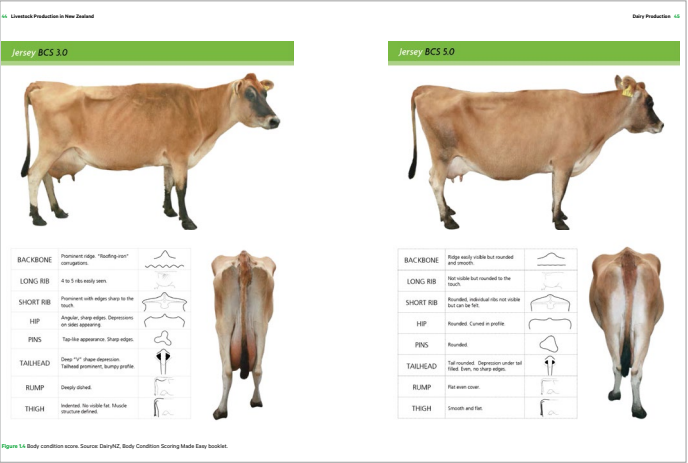 44 Livestock Production in New Zealand
Dairy Production 45
Jersey BCS 3.0
BACKBONE
Prominent ridge. "Roofing-iron"
corrugations.
LONG RIB
4 to 5 ribs easily seen.
SHORT RIB
Prominent with edges sharp to the
touch.
HIP
Angular, sharp edges. Depressions
on sides appearing.
PINS
Tap-like appearance. Sharp edges.
TAILHEAD
Deep "V" shape depression.
Tailhead prominent, bumpy profile.
RUMP
Deeply dished.
THIGH
Indented. No visible fat. Muscle
structure defined.
Jersey BCS 5.0
BACKBONE
Ridge easily visible but rounded
and smooth.
LONG RIB
Not visible but rounded to the
touch.
SHORT RIB
Rounded, individual ribs not visible
but can be felt.
HIP
Rounded. Curved in profile.
PINS
Rounded.
TAILHEAD
Tail rounded. Depression under tail
filled. Even, no sharp edges.
RUMP
Flat even cover.
THIGH
Smooth and flat.
Figure 1.4 Body condition score. Source: DairyNZ, Body Condition Scoring Made Easy booklet.